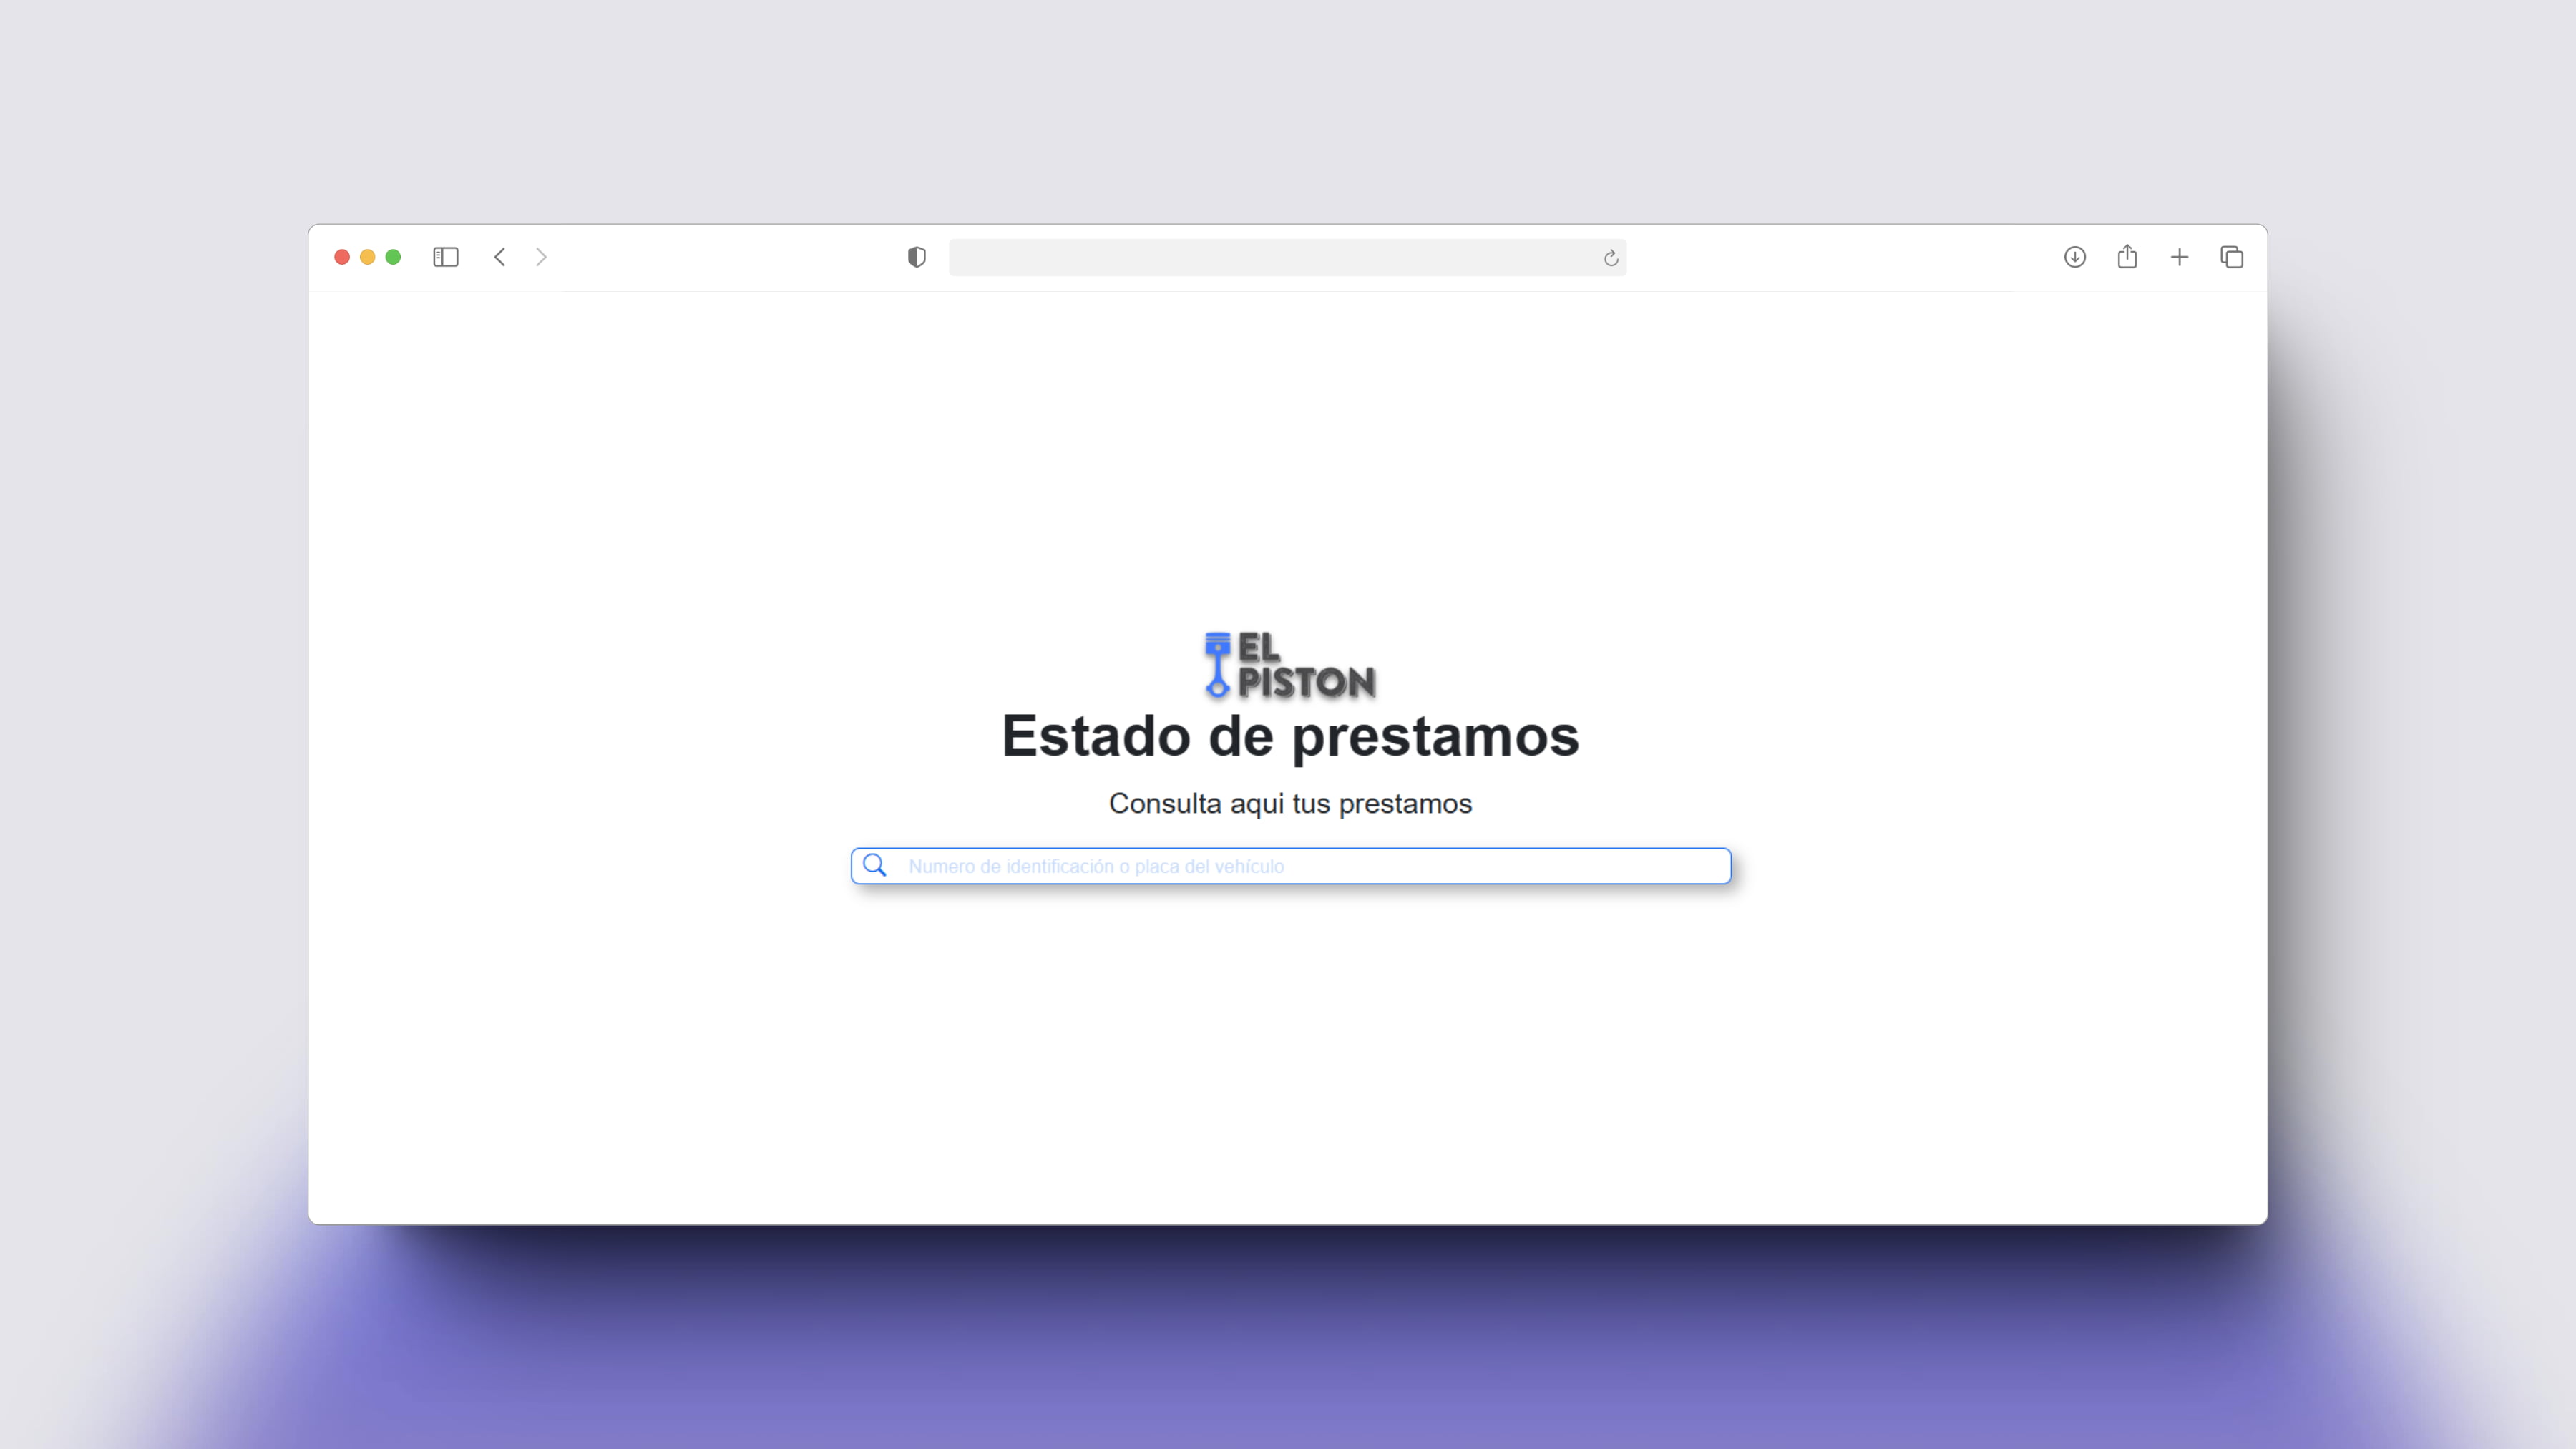 EL
PISTON
Estado de prestamos
Consulta aqui tus prestamos
Numero de identificación o placa del vehículo